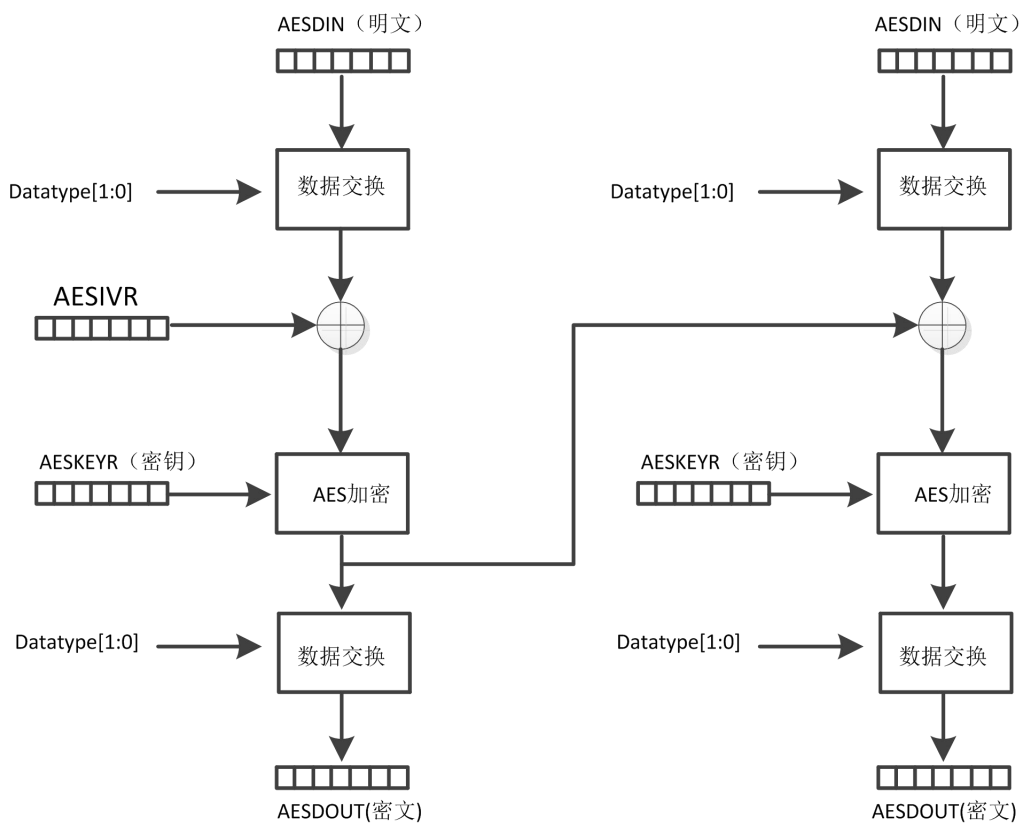 AESDIN（明文）
AESDIN（明文）
数据交换
Datatype[1:0]
数据交换
Datatype[1:0]
AESIVR
AESKEYR（密钥）
AES加密
AESKEYR（密钥）
AES加密
Datatype[1:0]
数据交换
Datatype[1:0]
数据交换
AESDOUT(密文)
AESDOUT(密文)